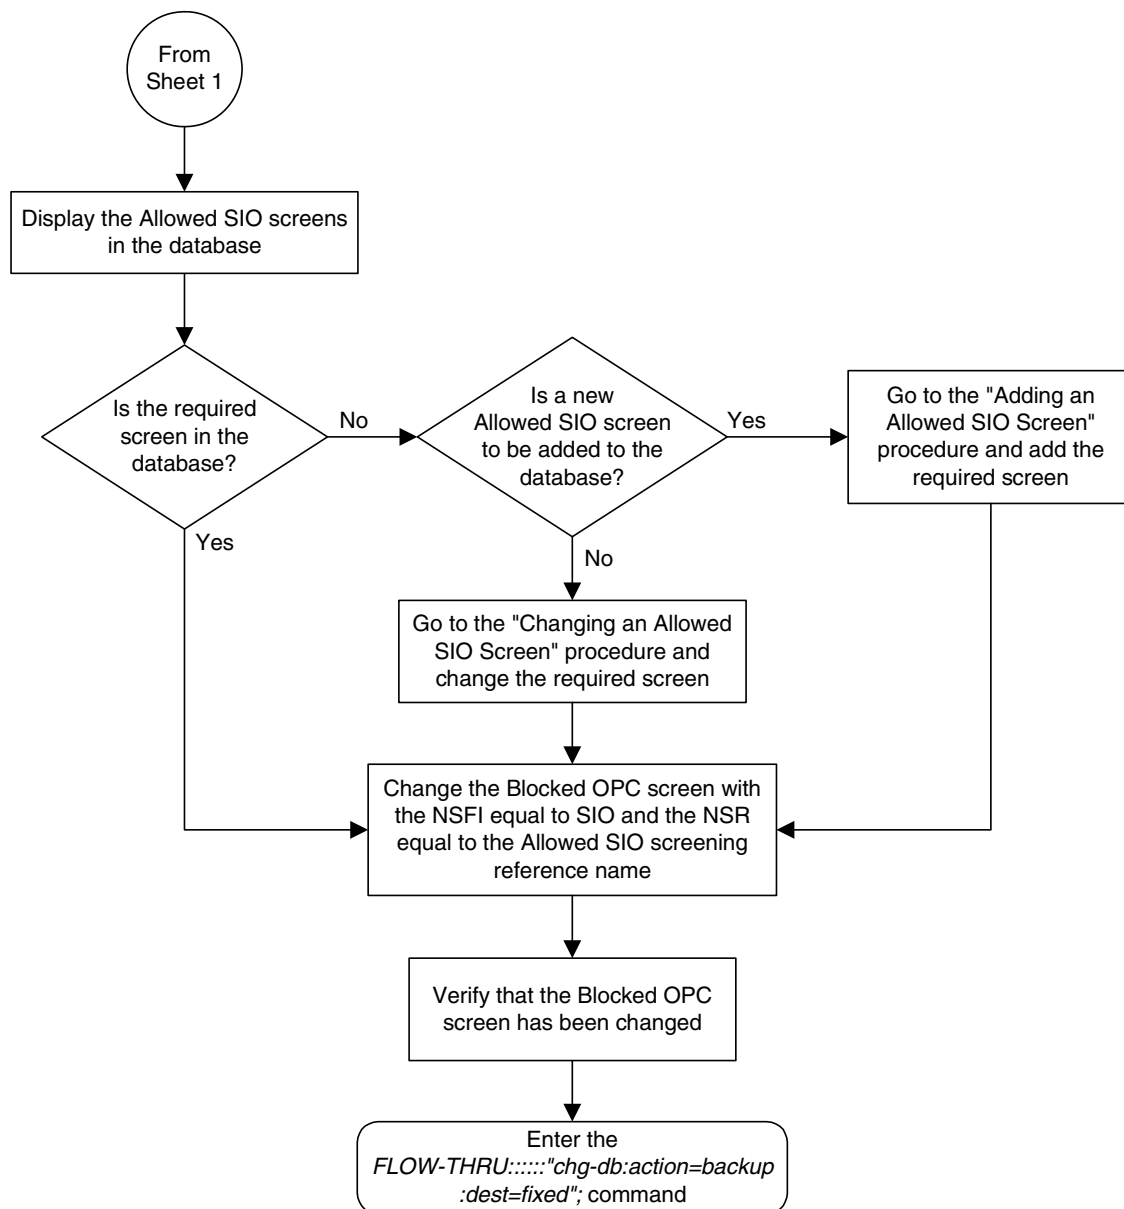 From
Sheet 1
Display the Allowed SIO screens
in the database
Is the required
screen in the
database?
No
Yes
Is a new
Allowed SIO screen
to be added to the
database?
Yes
No
Go to the "Adding an
Allowed SIO Screen"
procedure and add the
required screen
Go to the "Changing an Allowed
SIO Screen" procedure and
change the required screen
Change the Blocked OPC screen with
the NSFI equal to SIO and the NSR
equal to the Allowed SIO screening
reference name
Verify that the Blocked OPC
screen has been changed
Enter the
FLOW-THRU::::::"chg-db:action=backup
:dest=fixed"; command